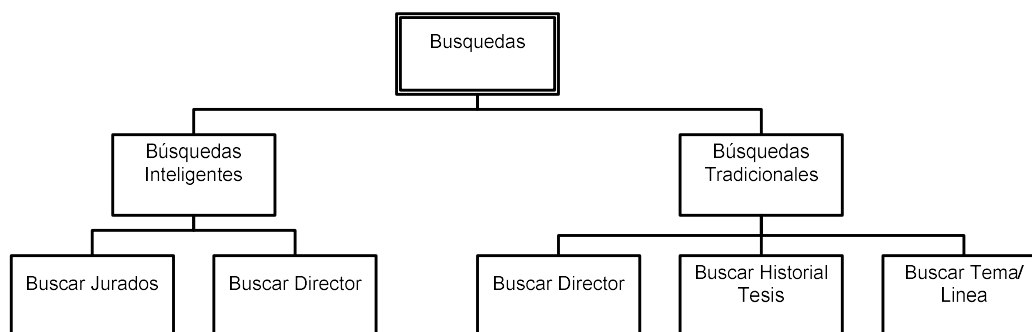 Busquedas
Búsquedas
Inteligentes
Búsquedas
Tradicionales
Buscar Jurados
Buscar Director
Buscar Director
Buscar Historial
Tesis
Buscar Tema/
Linea